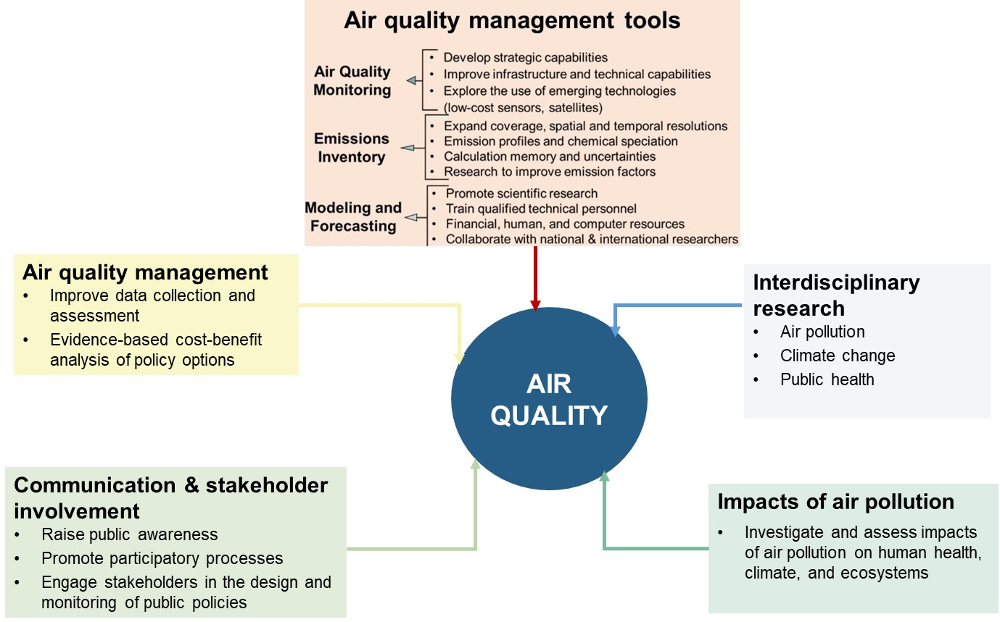 Air quality management tools
Air Quality
Monitoring
• Develop strategic capabilities
• Improve infrastructure and technical capabilities
• Explore the use of emerging technologies
(low-cost sensors, satellites)
Emissions
Inventory
• Expand coverage, spatial and temporal resolutions
• Emission profiles and chemical speciation
• Calculation memory and uncertainties
• Research to improve emission factors
Modeling and
Forecasting
• Promote scientific research
• Train qualified technical personnel
• Financial, human, and computer resources
• Collaborate with national & international researchers
Air quality management
• Improve data collection and
assessment
• Evidence-based cost-benefit
analysis of policy options
Interdisciplinary
research
• Air pollution
• Climate change
• Public health
AIR
QUALITY
Communication & stakeholder
involvement
• Raise public awareness
• Promote participatory processes
• Engage stakeholders in the design and
monitoring of public policies
Impacts of air pollution
• Investigate and assess impacts
of air pollution on human health,
climate, and ecosystems